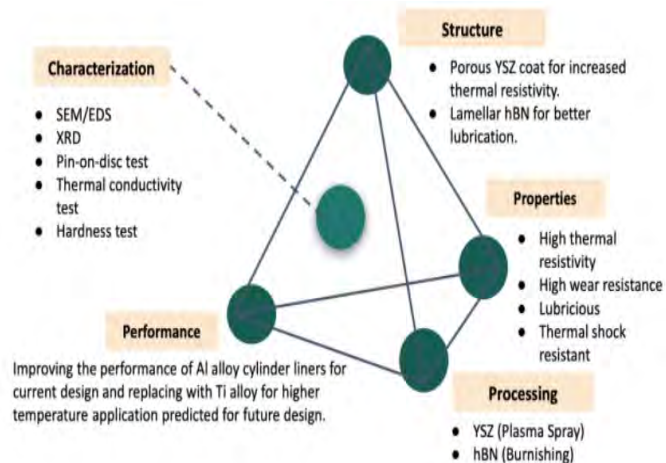 Structure
● Porous YSZ coat for increased
thermal resistivity.
● Lamellar hBN for better
lubrication.
Characterization
● SEM/EDS
● XRD
● Pin-on-disc test
● Thermal conductivity
test
● Hardness test
Properties
● High thermal
resistivity
● High wear resistance
● Lubricious
● Thermal shock
resistant
Performance
Improving the performance of Al alloy cylinder liners for
current design and replacing with Ti alloy for higher
temperature application predicted for future design.
Processing
● YSZ (Plasma Spray)
● hBN (Burnishing)